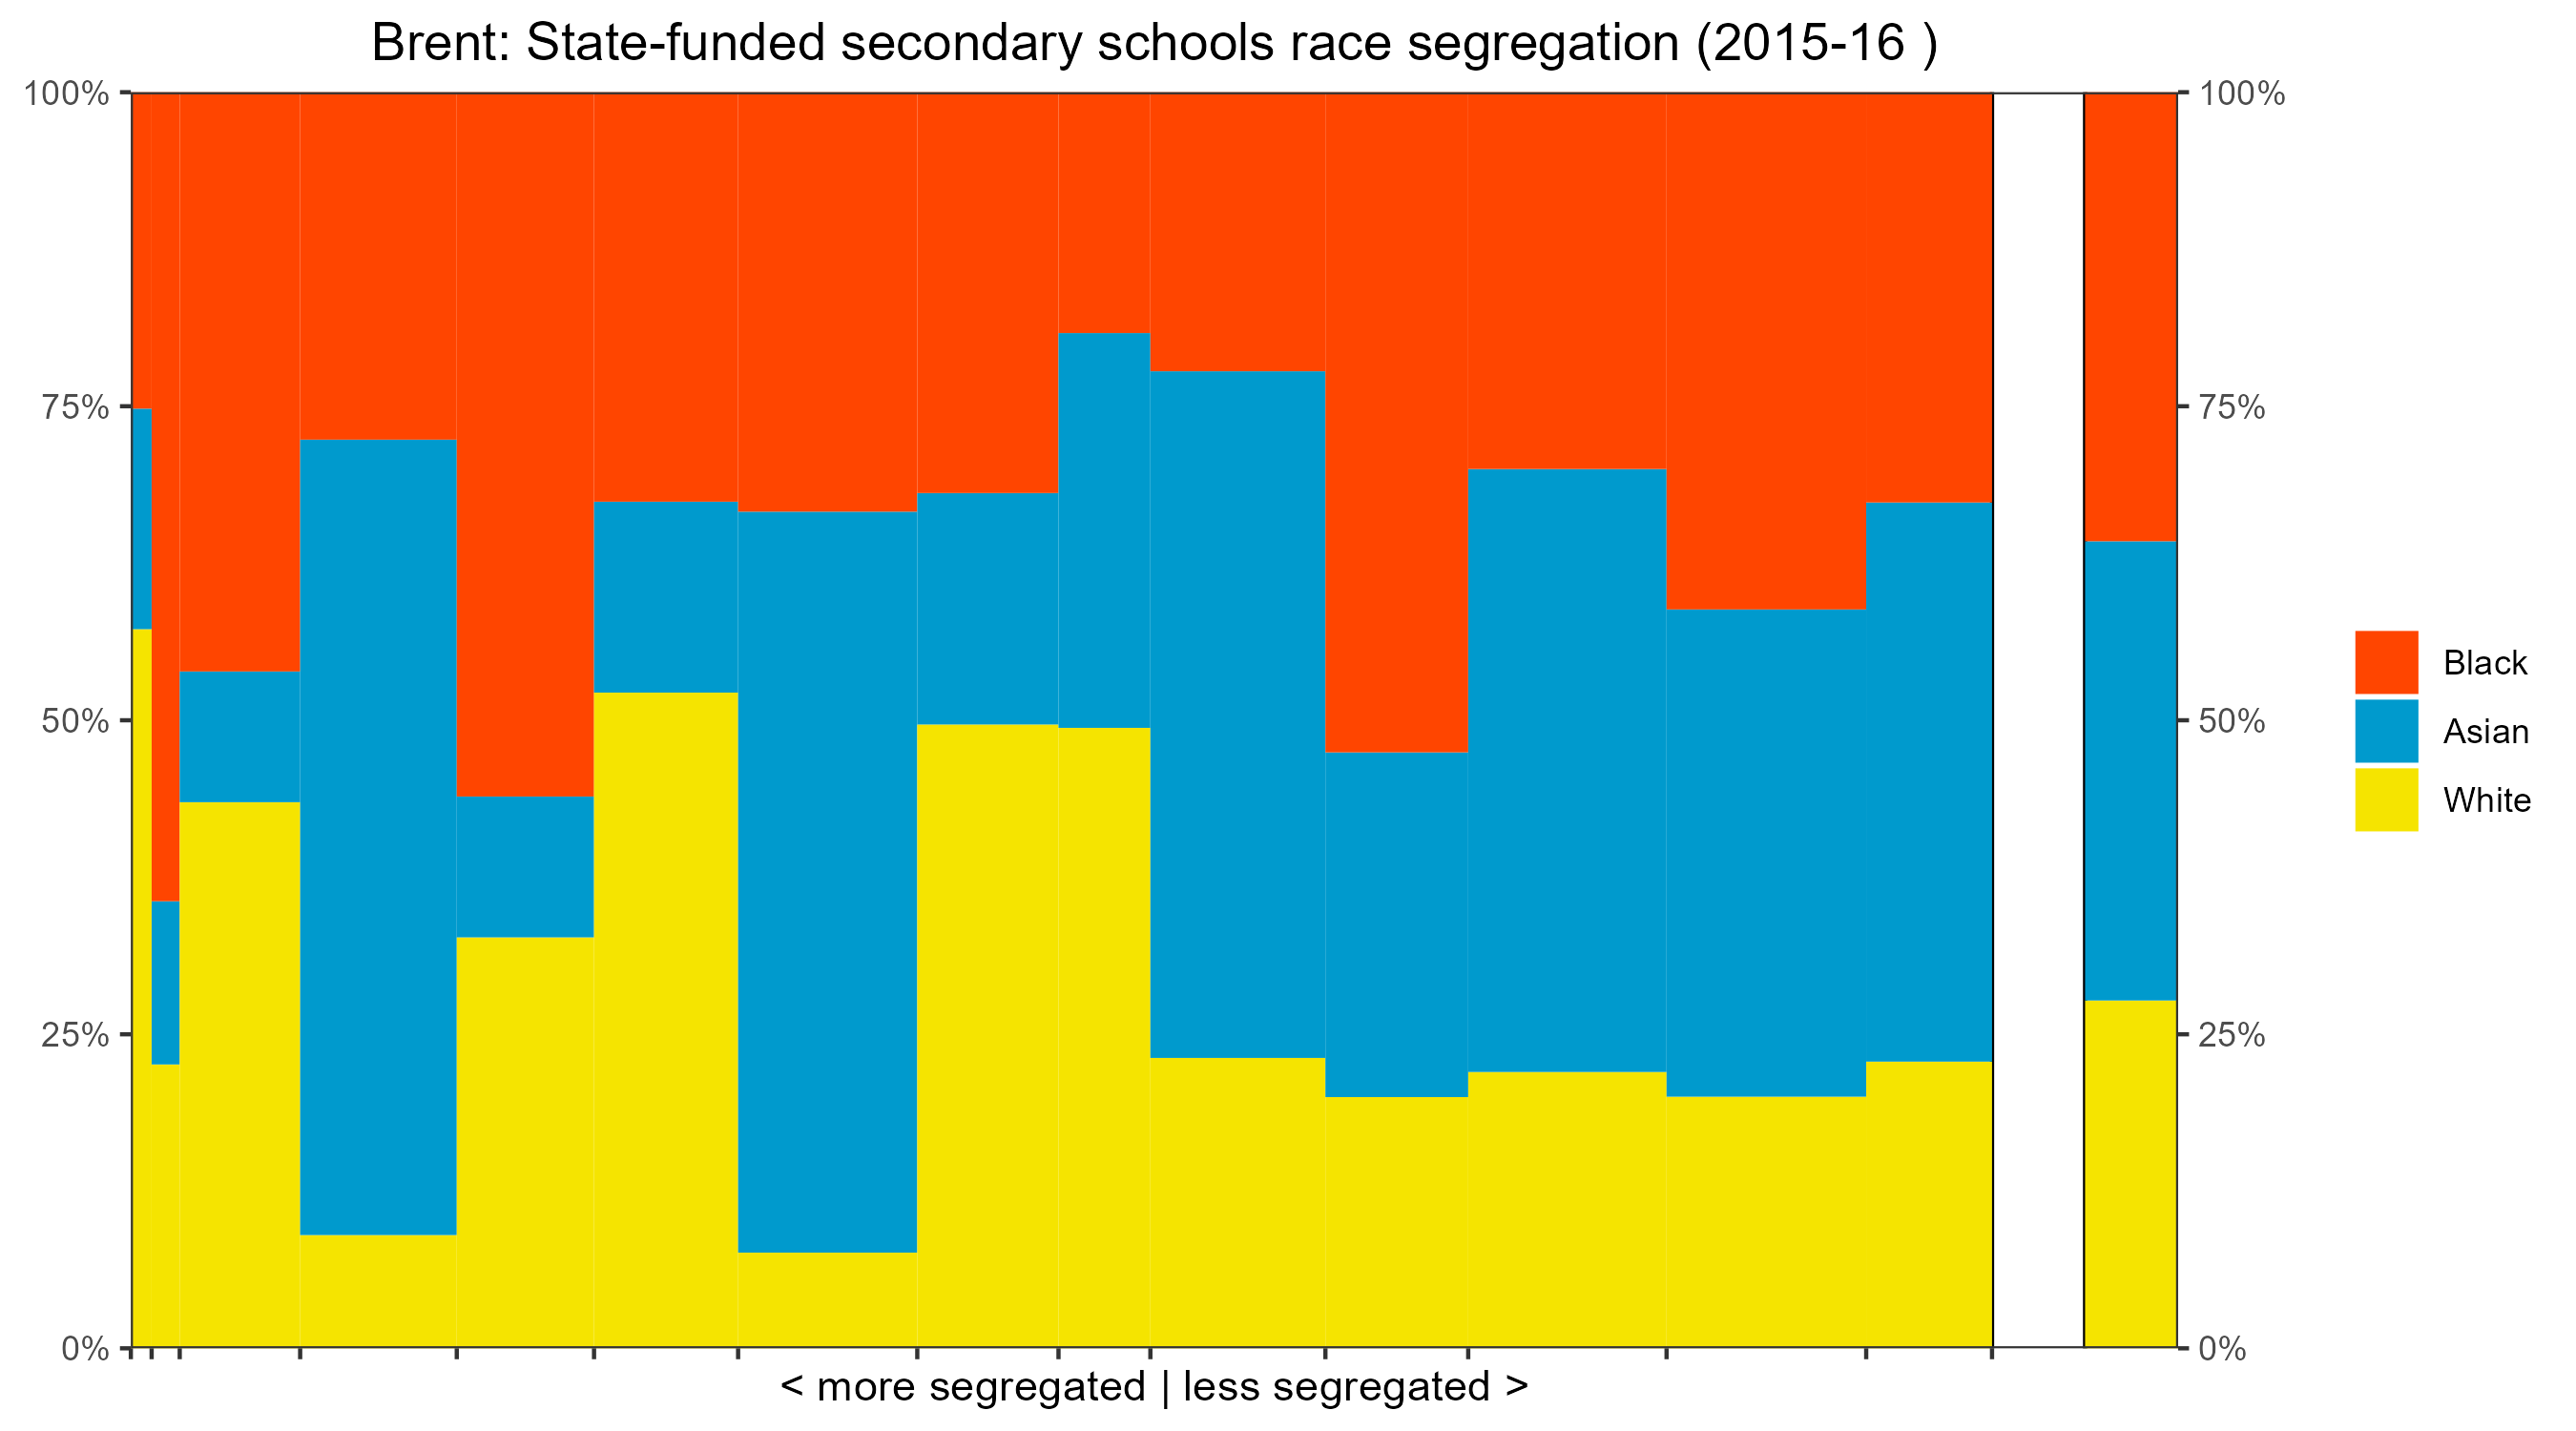 Brent: State-funded secondary schools race segregation (2015-16 )
100%
75%
50%
25%
0%
100%
75%
50%
25%
0%
Black
Asian
White
< more segregated | less segregated >